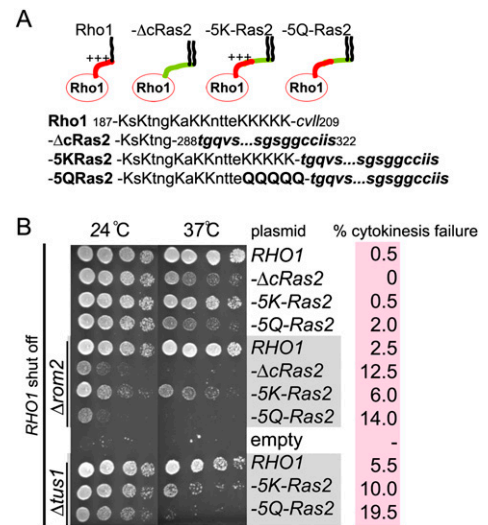 A
Rho1 -ΔcRas2 -5K-Ras2 -5Q-Ras2
+++ +++
Rho1 Rho1 Rho1 Rho1
Rho1 187-KsKtngKaKKntteKKKKK-cvll209
-ΔcRas2 -KsKtng-288tgqvs...sgsggcciis322
-5KRas2 -KsKtngKaKKntteKKKKK-tgqvs...sgsggcciis
-5QRas2 -KsKtngKaKKntteQQQQQ-tgqvs...sgsggcciis
B
24°C 37°C plasmid % cytokinesis failure
RHO1 shut off
RHO1 0.5
-ΔcRas2 0
-5K-Ras2 0.5
-5Q-Ras2 2.0
Δrom2
RHO1 2.5
-ΔcRas2 12.5
-5K-Ras2 6.0
-5Q-Ras2 14.0
empty -
Δtus1
RHO1 5.5
-5K-Ras2 10.0
-5Q-Ras2 19.5